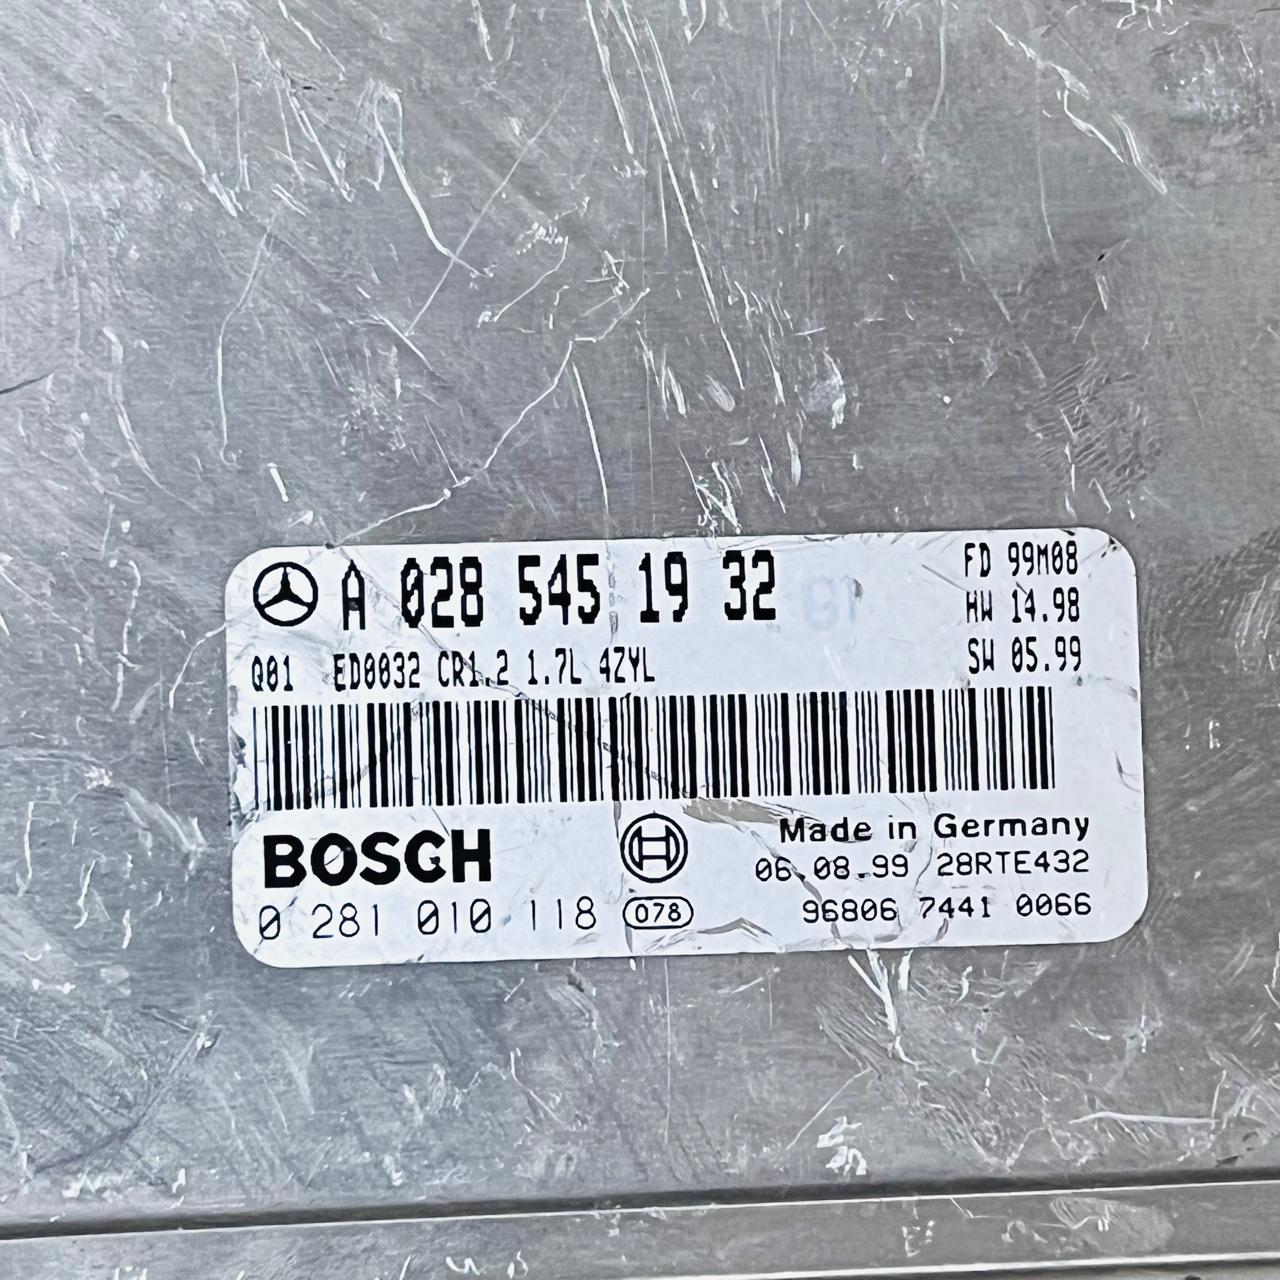 A 028 545 19 32
FD 99M08
HW 14.98
SW 05.99
Q01 ED0032 CR1.2 1.7L 4ZYL
BOSCH
Made in Germany
06.08.99 28RTE432
0 281 010 118 078
96806 7441 0066